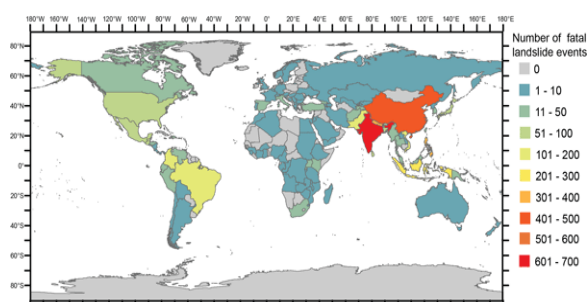 180°E 160°W 140°W 120°W 100°W 80°W 60°W 40°W 20°W 0° 20°E 40°E 60°E 80°E 100°E 120°E 140°E 160°E 180°E
Number of fatal
landslide events
80°N
60°N
40°N
20°N
0°
20°S
40°S
60°S
80°S
0
1 - 10
11 - 50
51 - 100
101 - 200
201 - 300
301 - 400
401 - 500
501 - 600
601 - 700